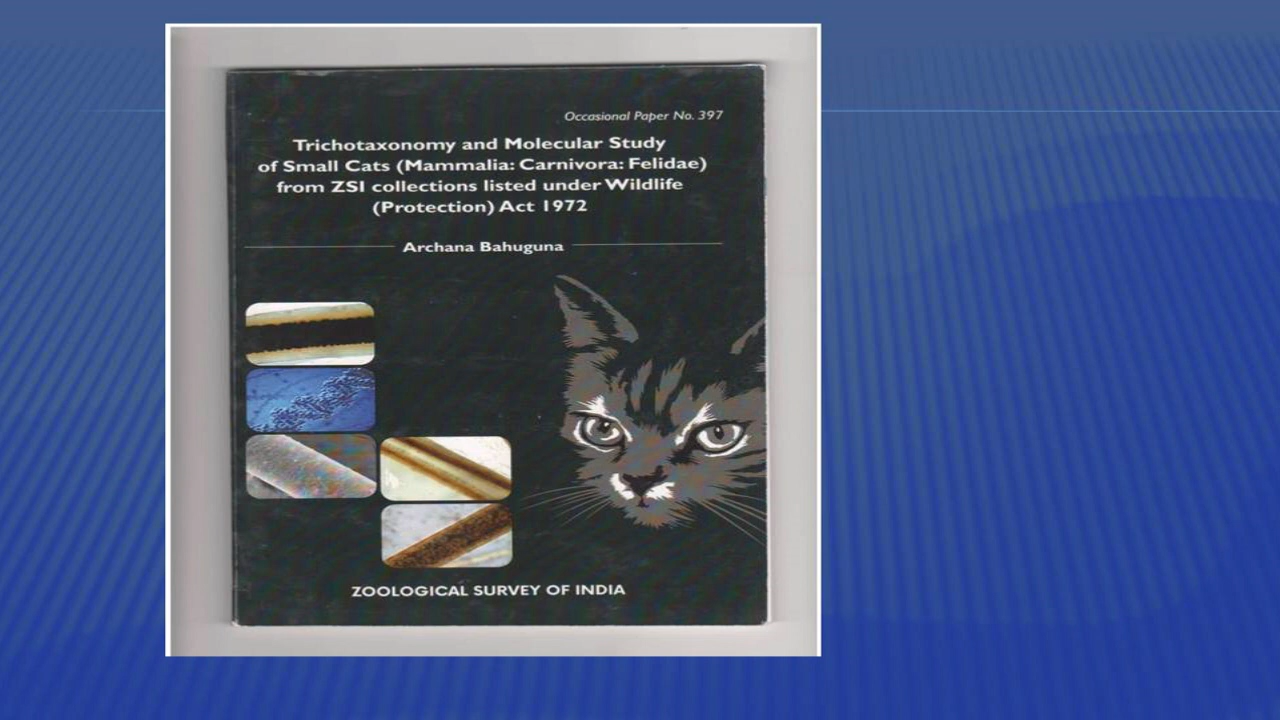 Occasional Paper No. 397
Trichotaxonomy and Molecular Study
of Small Cats (Mammalia: Carnivora: Felidae)
from ZSI collections listed under Wildlife
(Protection) Act 1972
Archana Bahuguna
ZOOLOGICAL SURVEY OF INDIA